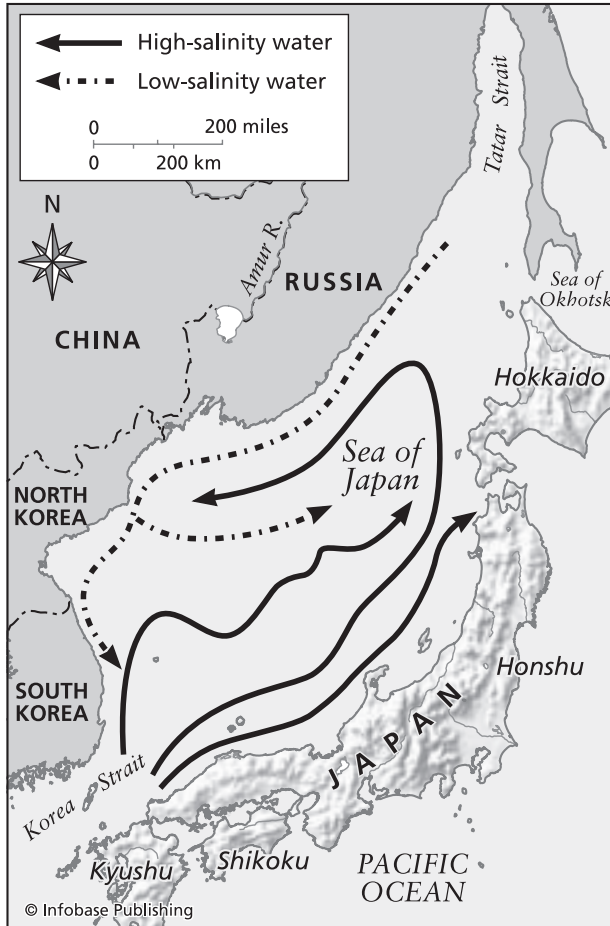 High-salinity water
Low-salinity water
0 200 miles
0 200 km
N
Tatar Strait
Amur R.
RUSSIA
Sea of
Okhotsk
CHINA
Hokkaido
Sea of
Japan
NORTH
KOREA
SOUTH
KOREA
Honshu
JAPAN
Korea Strait
Kyushu
Shikoku
PACIFIC
OCEAN
© Infobase Publishing